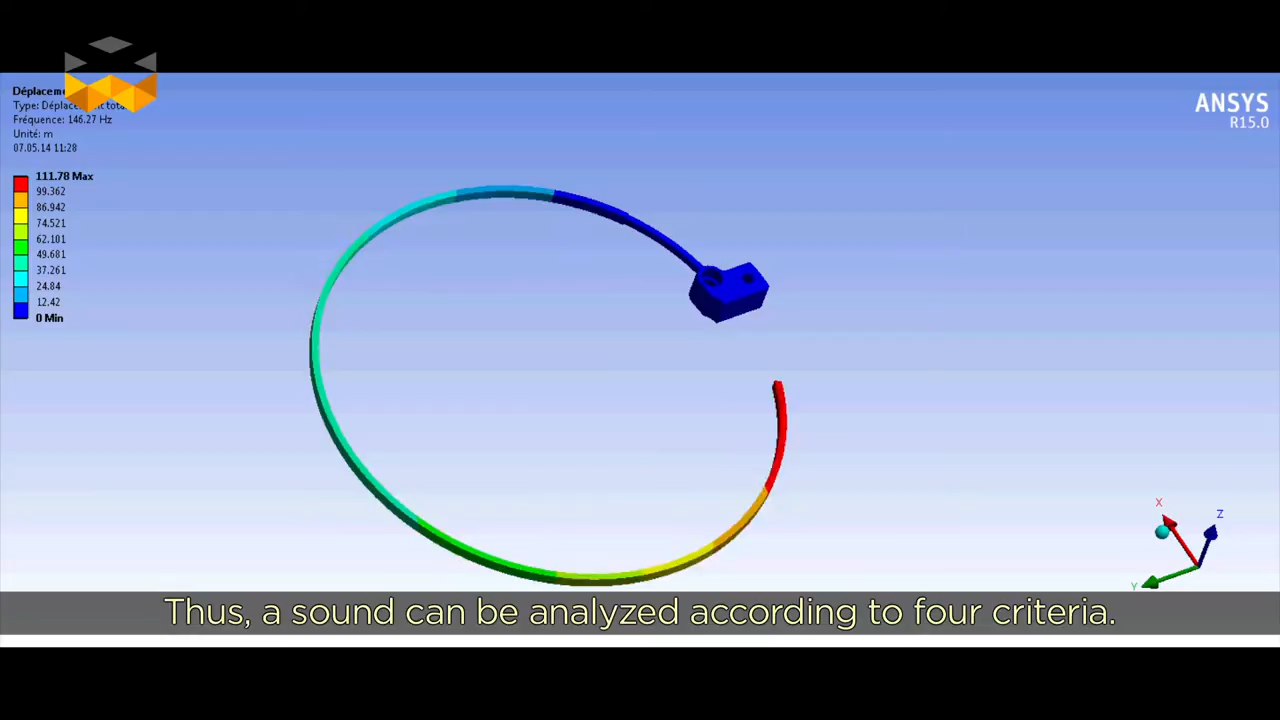 Déplaceme
ANSYS
R15.0
Type: Déplacement tota
Fréquence: 146.27 Hz
Unité: m
07.05.14 11:28
111.78 Max
99.362
86.942
74.521
62.101
49.681
37.261
24.84
12.42
0 Min
X
Z
Y
Thus, a sound can be analyzed according to four criteria.